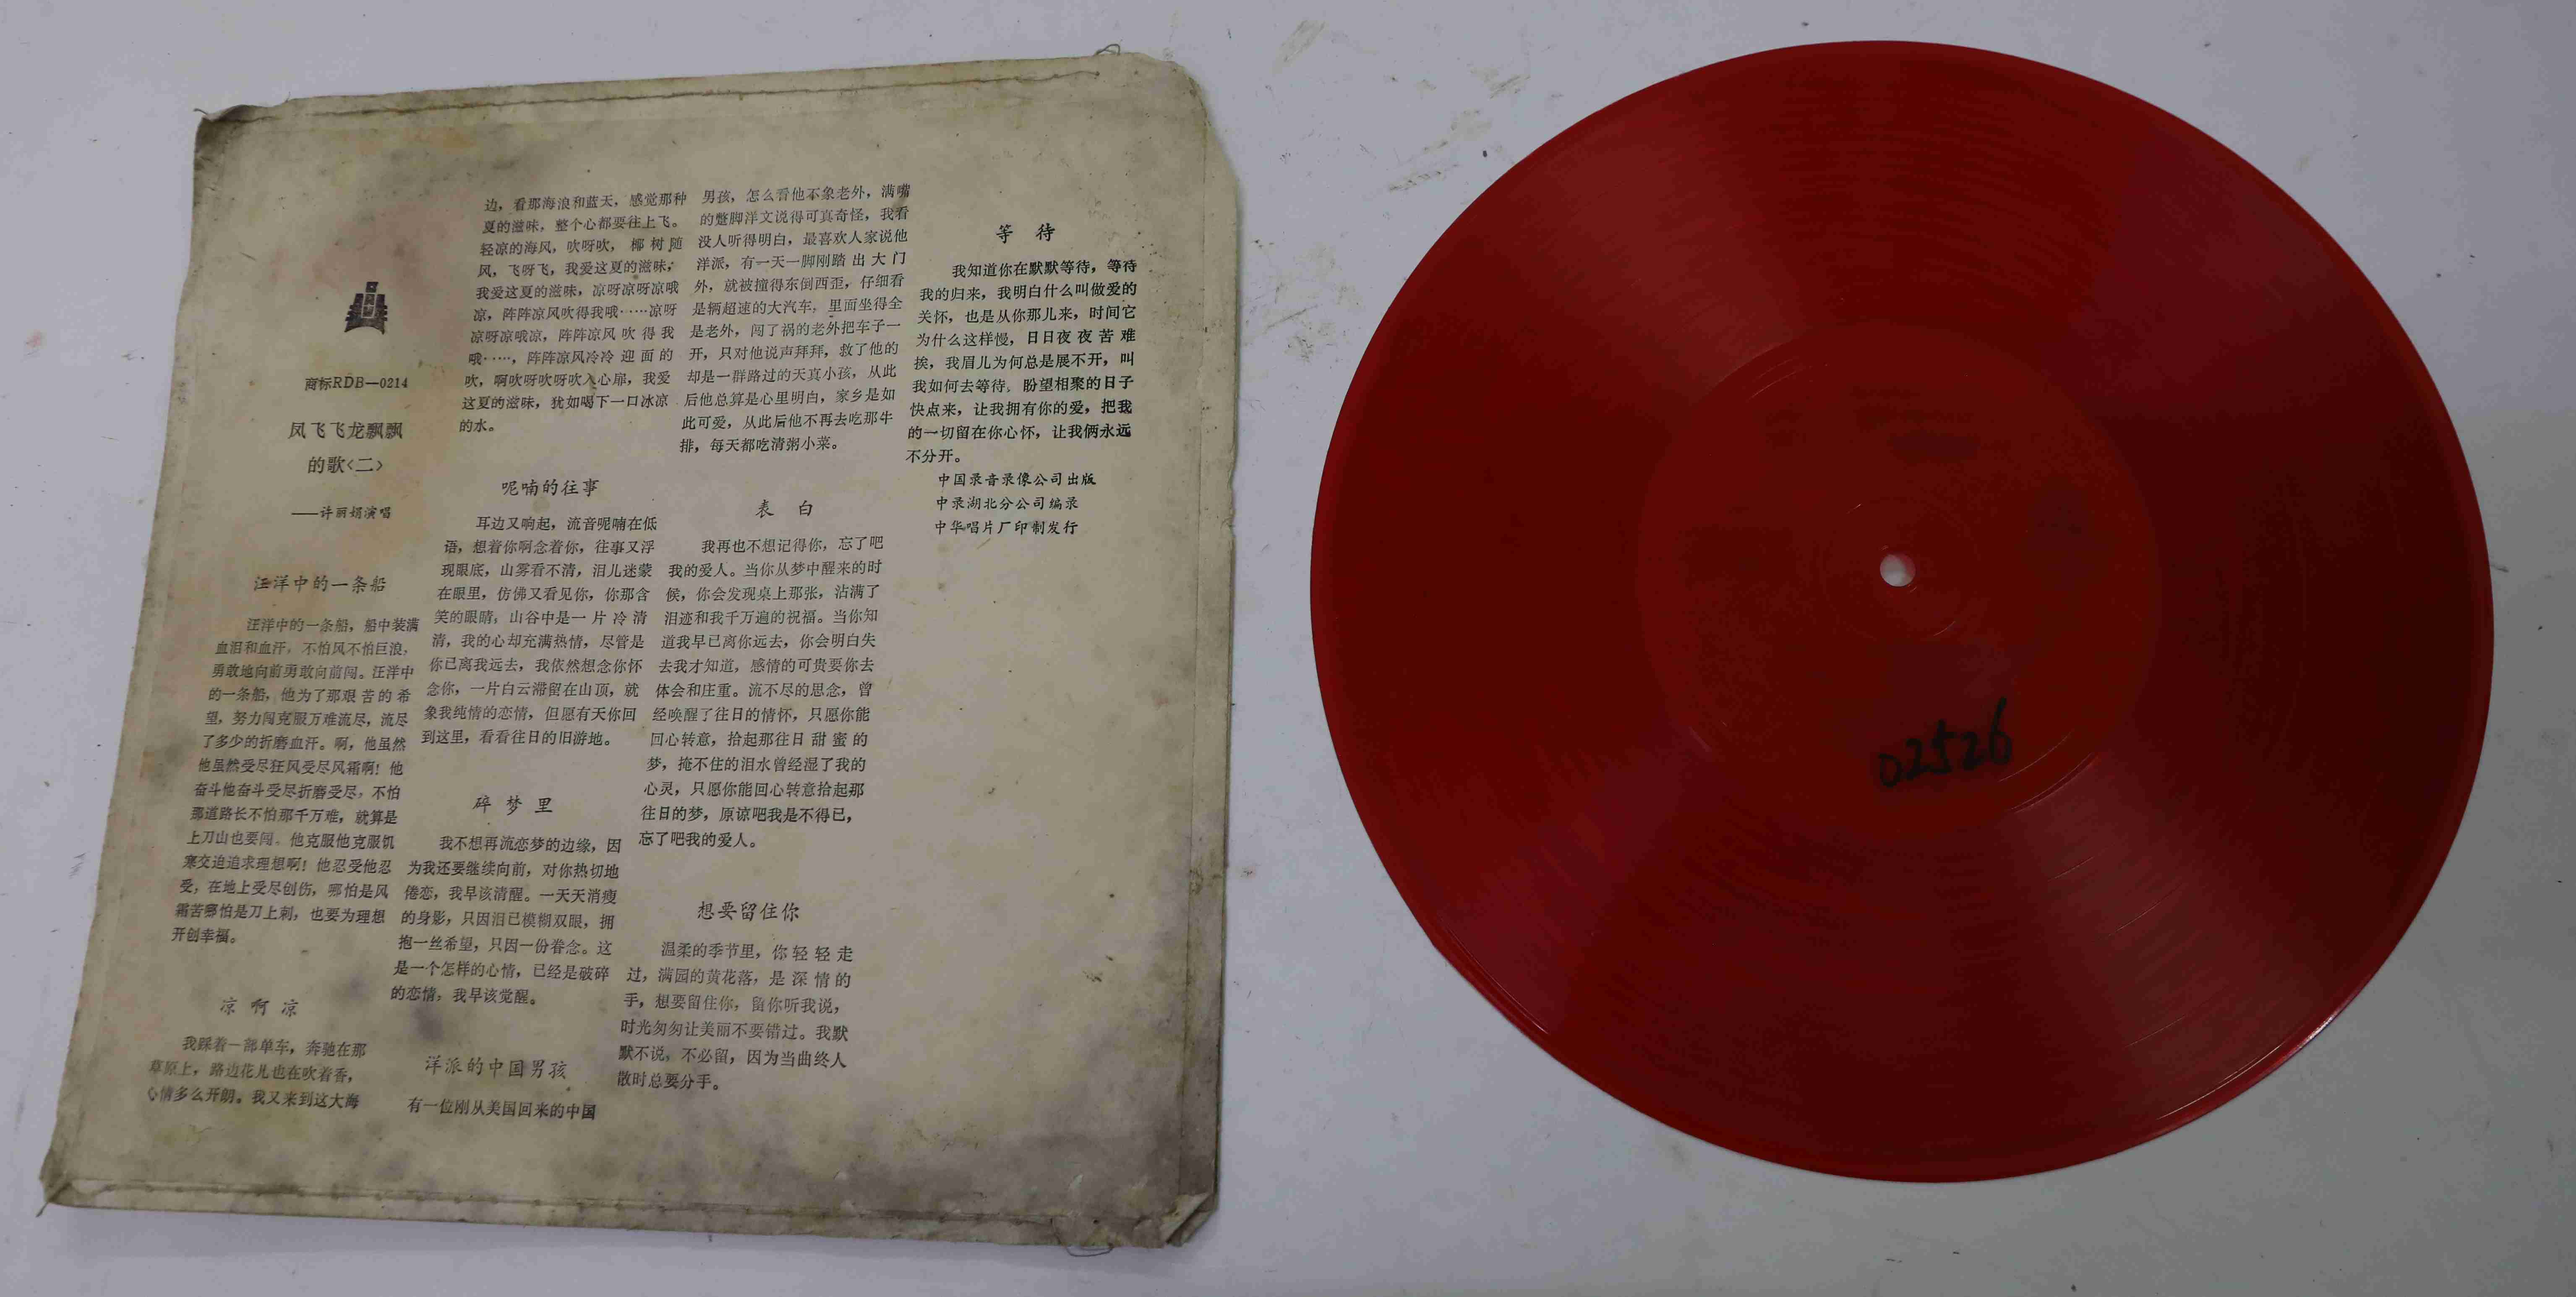 商标RDB—0214
凤飞飞龙飘飘
的歌<二>
——许丽娟演唱
汪洋中的一条船
汪洋中的一条船，船中装满
血泪和血汗，不怕风不怕巨浪，
勇敢地向前勇敢向前闯。汪洋中
的一条船，他为了那艰苦的希
望，努力闯克服万难流尽，流尽
了多少的折磨血汗。啊，他虽然
他虽然受尽狂风受尽风霜啊！他
奋斗他奋斗受尽折磨受尽，不怕
那道路长不怕那千万难，就算是
上刀山也要闯。他克服他克服饥
寒交迫追求理想啊！他忍受他忍
受，在地上受尽创伤，哪怕是风
霜苦哪怕是刀上刺，也要为理想
开创幸福。
凉啊凉
我踩着一部单车，奔驰在那
草原上，路边花儿也在吹着香，
心情多么开朗。我又来到这大海
边，看那海浪和蓝天，感觉那种
夏的滋味，整个心都要往上飞。
轻凉的海风，吹呀吹，椰树随
风，飞呀飞，我爱这夏的滋味，
我爱这夏的滋味，凉呀凉呀凉哦
凉，阵阵凉风吹得我哦……凉呀
凉呀凉哦凉，阵阵凉风吹得我
哦……，阵阵凉风冷冷迎面的
吹，啊吹呀吹呀吹入心扉，我爱
这夏的滋味，犹如喝下一口冰凉
的水。
呢喃的往事
耳边又响起，流音呢喃在低
语，想着你啊念着你，往事又浮
现眼底，山雾看不清，泪儿迷蒙
在眼里，仿佛又看见你，你那含
笑的眼睛，山谷中是一片冷清
清，我的心却充满热情，尽管是
你已离我远去，我依然想念你怀
念你，一片白云滞留在山顶，就
象我纯情的恋情，但愿有天你回
到这里，看看往日的旧游地。
碎梦里
我不想再流恋梦的边缘，因
为我还要继续向前，对你热切地
倦恋，我早该清醒。一天天消瘦
的身影，只因泪已模糊双眼，拥
抱一丝希望，只因一份眷念。这
是一个怎样的心情，已经是破碎
的恋情，我早该觉醒。
洋派的中国男孩
有一位刚从美国回来的中国
男孩，怎么看他不象老外，满嘴
的蹩脚洋文说得可真奇怪，我看
没人听得明白，最喜欢人家说他
洋派，有一天一脚刚踏出大门
外，就被撞得东倒西歪，仔细看
是辆超速的大汽车，里面坐得全
是老外，闯了祸的老外把车子一
开，只对他说声拜拜，救了他的
却是一群路过的天真小孩，从此
后他总算是心里明白，家乡是如
此可爱，从此后他不再去吃那牛
排，每天都吃清粥小菜。
表白
我再也不想记得你，忘了吧
我的爱人。当你从梦中醒来的时
候，你会发现桌上那张，沾满了
泪迹和我千万遍的祝福。当你知
道我早已离你远去，你会明白失
去我才知道，感情的可贵要你去
体会和庄重。流不尽的思念，曾
经唤醒了往日的情怀，只愿你能
回心转意，拾起那往日甜蜜的
梦，掩不住的泪水曾经湿了我的
心灵，只愿你能回心转意拾起那
往日的梦，原谅吧我是不得已，
忘了吧我的爱人。
想要留住你
温柔的季节里，你轻轻走
过，满园的黄花落，是深情的
手，想要留住你，留你听我说，
时光匆匆让美丽不要错过。我默
默不说，不必留，因为当曲终人
散时总要分手。
等待
我知道你在默默等待，等待
我的归来，我明白什么叫做爱的
关怀，也是从你那儿来，时间它
为什么这样慢，日日夜夜苦难
挨，我眉儿为何总是展不开，叫
我如何去等待。盼望相聚的日子
快点来，让我拥有你的爱，把我
的一切留在你心怀，让我俩永远
不分开。
中国录音录像公司出版
中录湖北分公司编录
中华唱片厂印制发行
02526